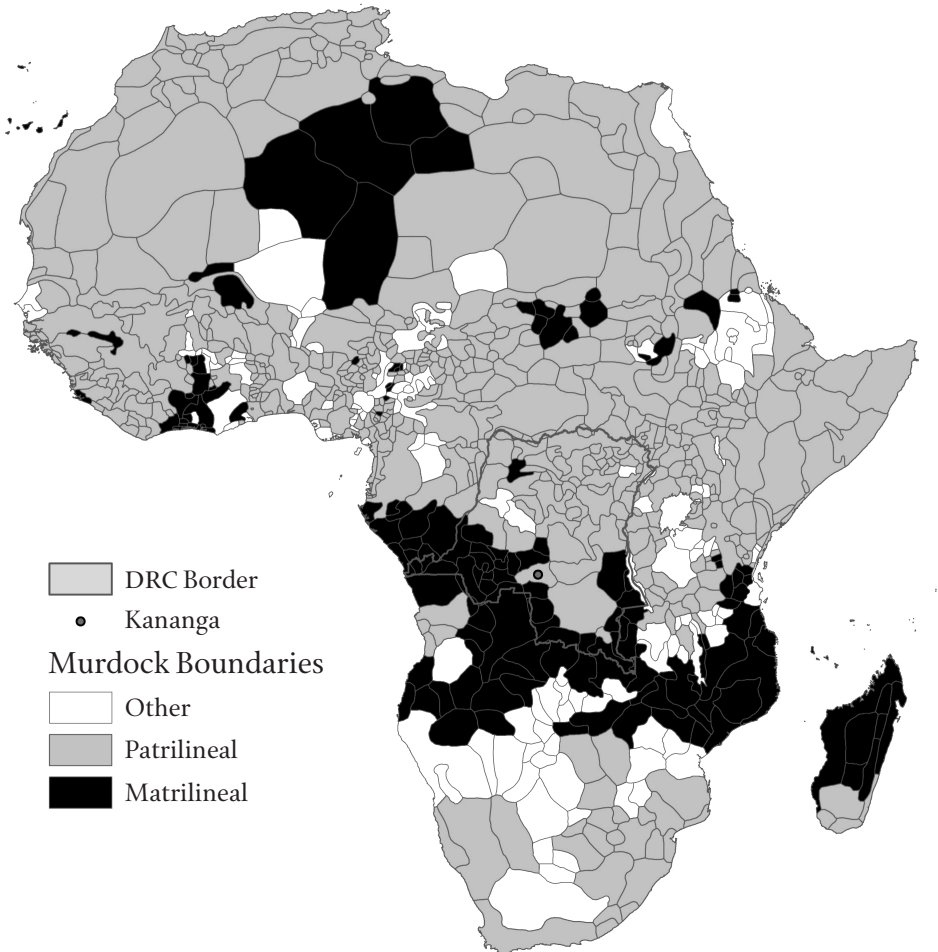 DRC Border
Kananga
Murdock Boundaries
Other
Patrilineal
Matrilineal